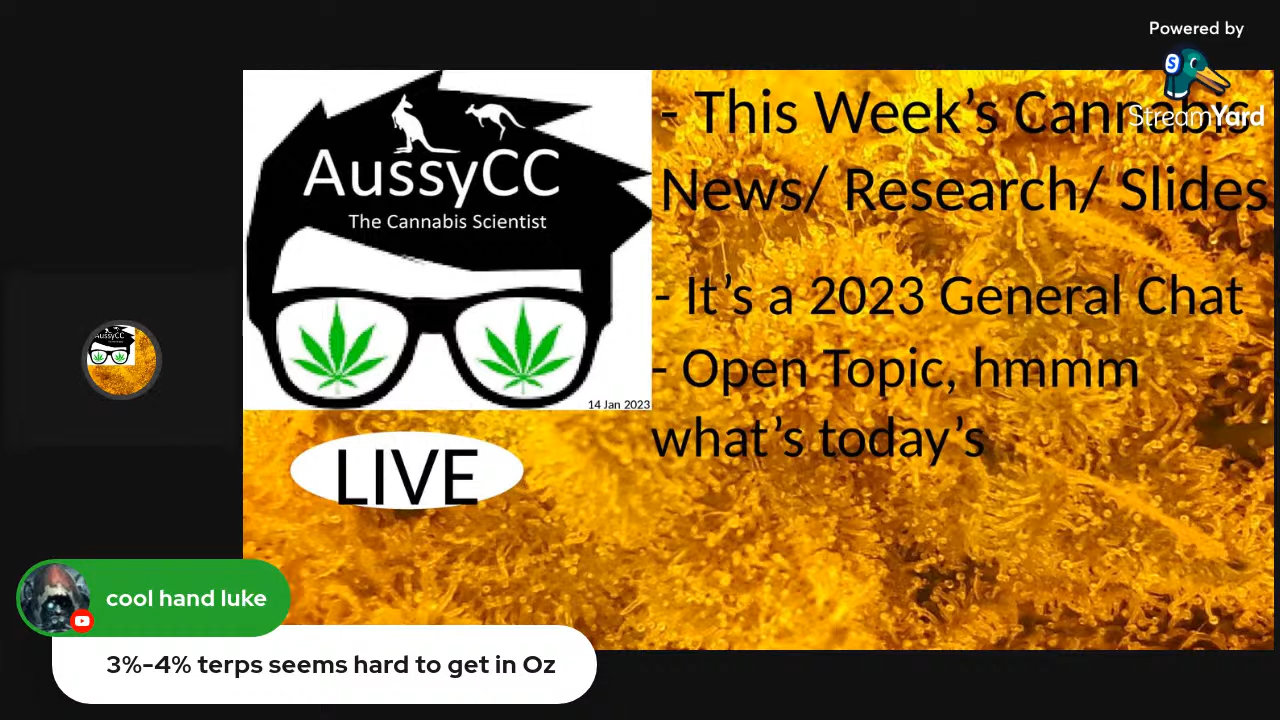 Powered by
StreamYard
AussyCC
The Cannabis Scientist
14 Jan 2023
LIVE
- This Week’s Cannabis
News/ Research/ Slides
- It’s a 2023 General Chat
- Open Topic, hmmm
what’s today’s
AussyCC
cool hand luke
3%-4% terps seems hard to get in Oz